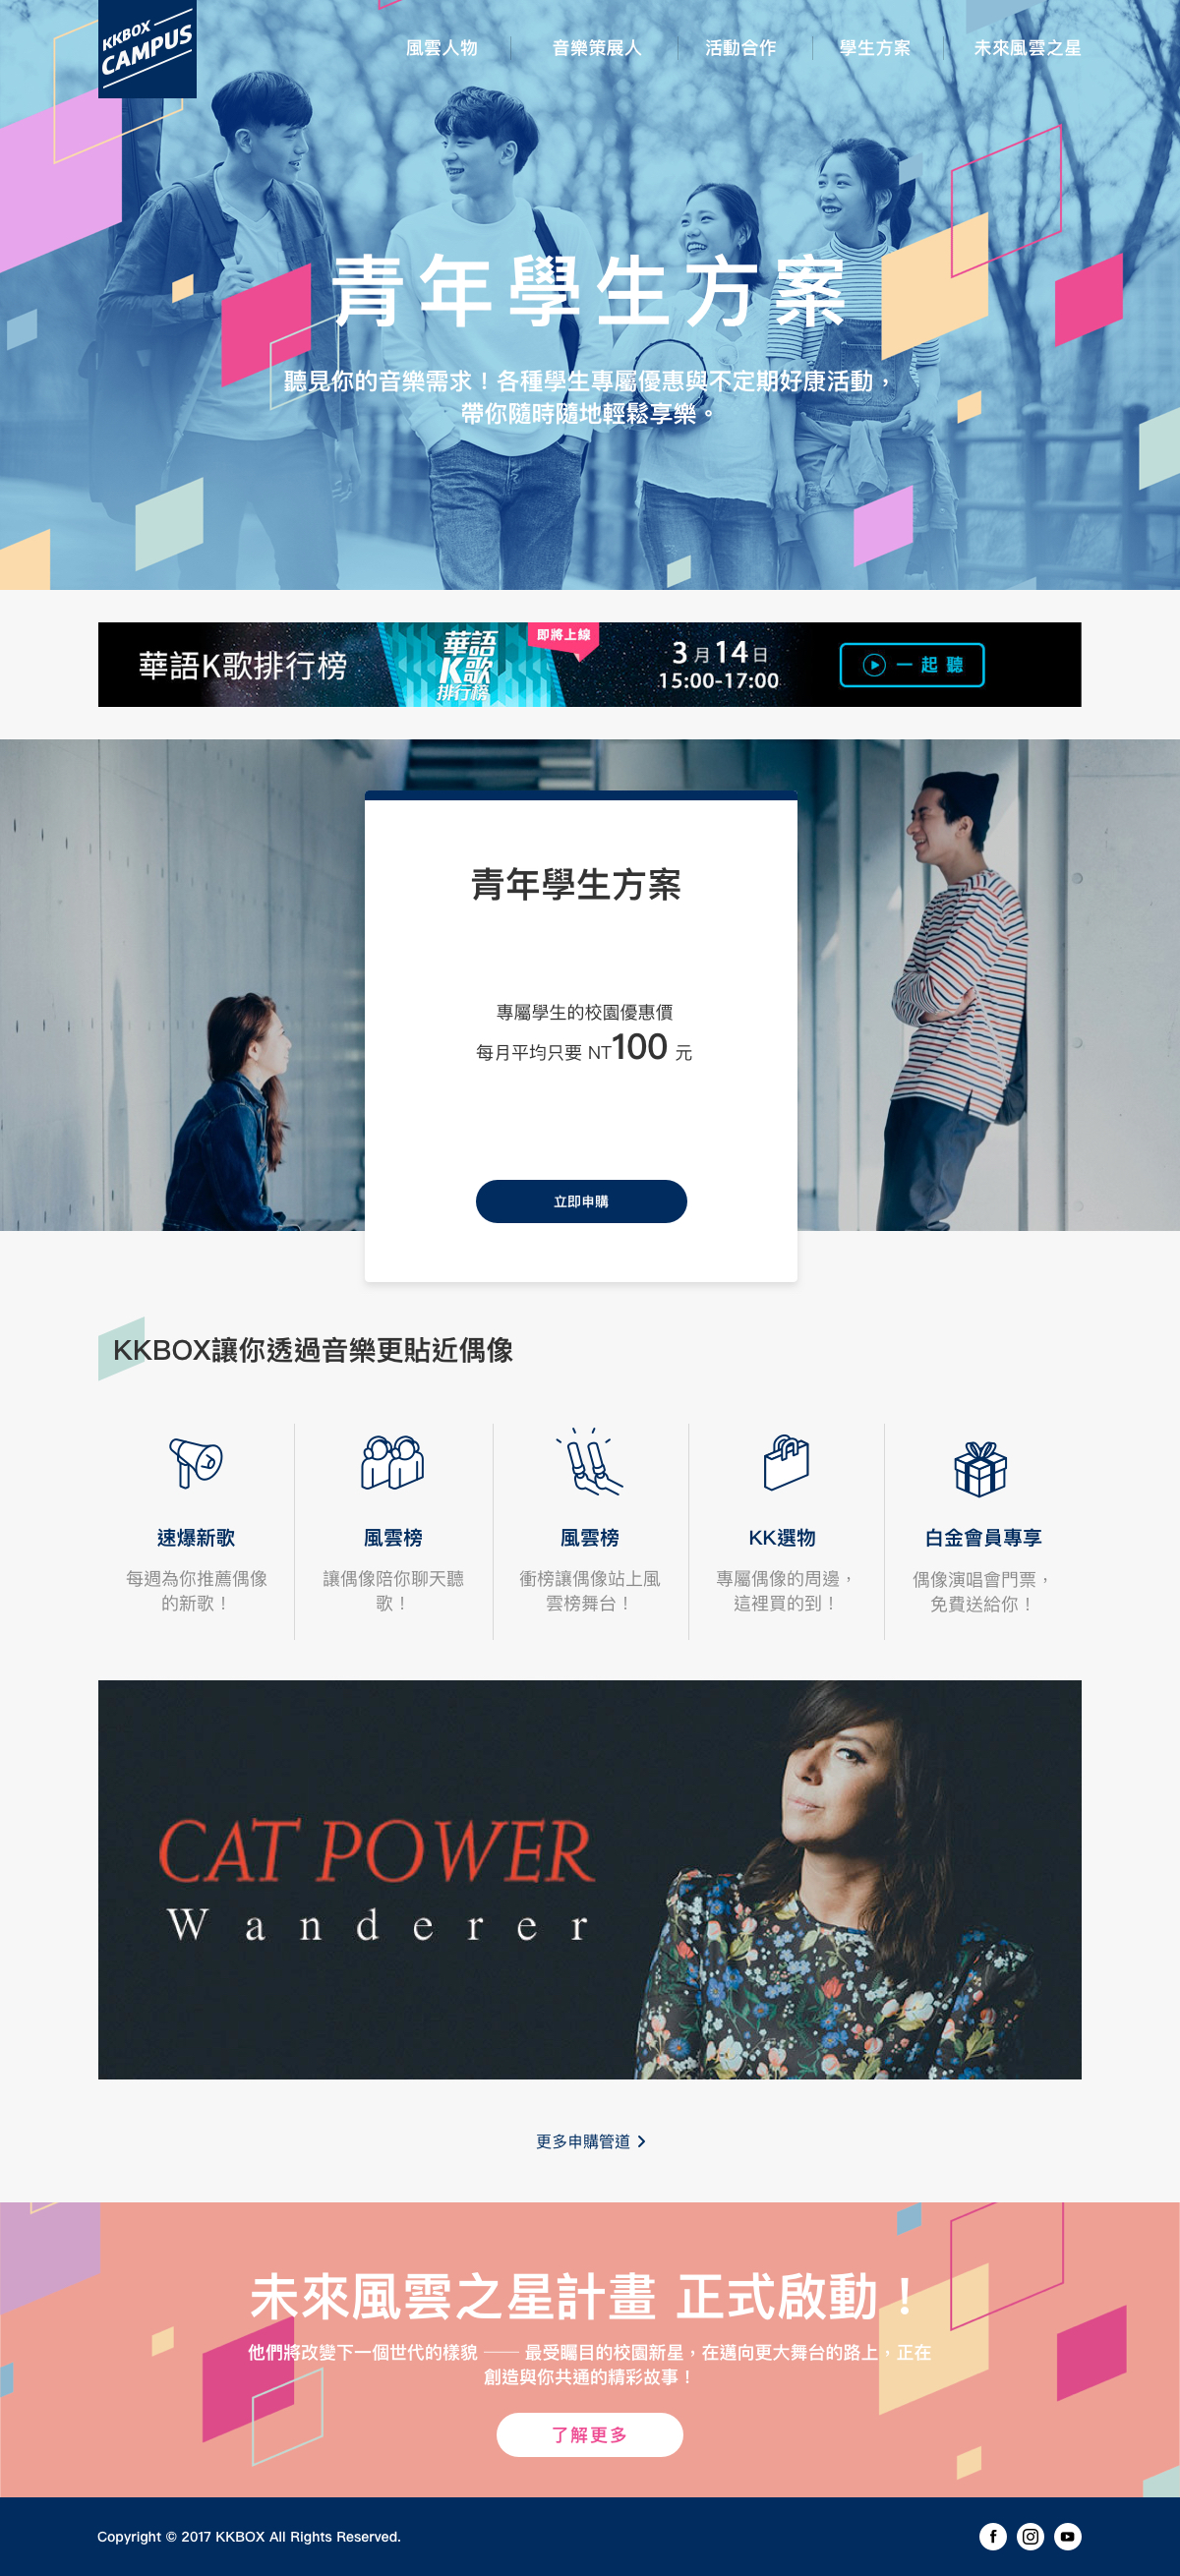 KKBOX
CAMPUS
風雲人物
音樂策展人
活動合作
學生方案
未來風雲之星
青年學生方案
聽見你的音樂需求！各種學生專屬優惠與不定期好康活動，
帶你隨時隨地輕鬆享樂。
華語K歌排行榜
華語
K歌
排行榜
即將上線
3月14日
15:00-17:00
一起聽
青年學生方案
專屬學生的校園優惠價
每月平均只要 NT100 元
立即申購
KKBOX讓你透過音樂更貼近偶像
速爆新歌
每週為你推薦偶像
的新歌！
風雲榜
讓偶像陪你聊天聽
歌！
風雲榜
衝榜讓偶像站上風
雲榜舞台！
KK選物
專屬偶像的周邊，
這裡買的到！
白金會員專享
偶像演唱會門票，
免費送給你！
CAT POWER
Wanderer
更多申購管道
未來風雲之星計畫 正式啟動！
他們將改變下一個世代的樣貌 —— 最受矚目的校園新星，在邁向更大舞台的路上，正在
創造與你共通的精彩故事！
了解更多
Copyright © 2017 KKBOX All Rights Reserved.